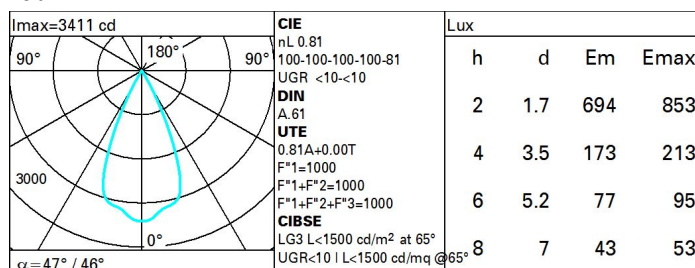 Imax=3411 cd
90° 180° 90°
3000
0°
α=47° / 46°
CIE
nL 0.81
100-100-100-100-81
UGR <10-<10
DIN
A.61
UTE
0.81A+0.00T
F"1=1000
F"1+F"2=1000
F"1+F"2+F"3=1000
CIBSE
LG3 L<1500 cd/m² at 65°
UGR<10 | L<1500 cd/mq @65°
Lux
h d Em Emax
2 1.7 694 853
4 3.5 173 213
6 5.2 77 95
8 7 43 53